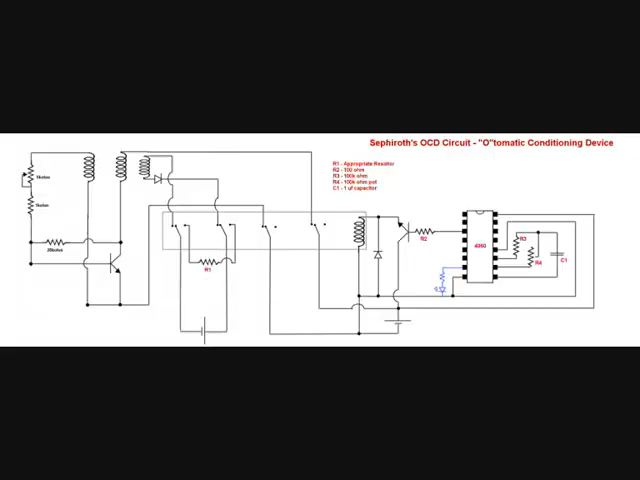 Sephiroth's OCD Circuit - "O"tomatic Conditioning Device
R1 - Appropriate Resistor
R2 - 100 ohm
R3 - 100k ohm
R4 - 100k ohm pot
C1 - 1 uf capacitor
R1
R2
4060
R3
R4
C1